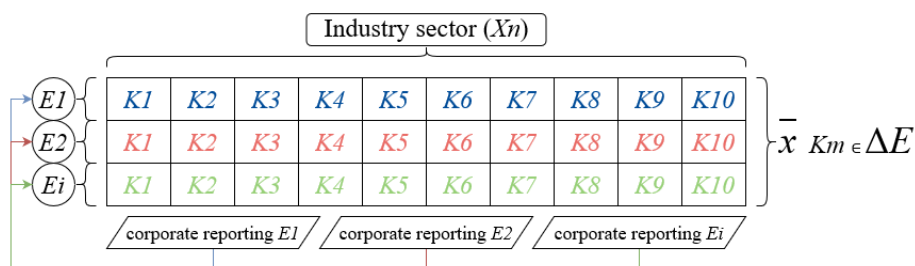 Industry sector (Xn)
E1 K1 K2 K3 K4 K5 K6 K7 K8 K9 K10
E2 K1 K2 K3 K4 K5 K6 K7 K8 K9 K10
Ei K1 K2 K3 K4 K5 K6 K7 K8 K9 K10
x̄ Km ∈ ΔE
corporate reporting E1 corporate reporting E2 corporate reporting Ei